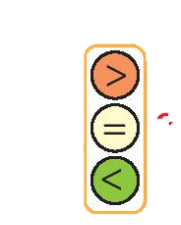 >
=
<